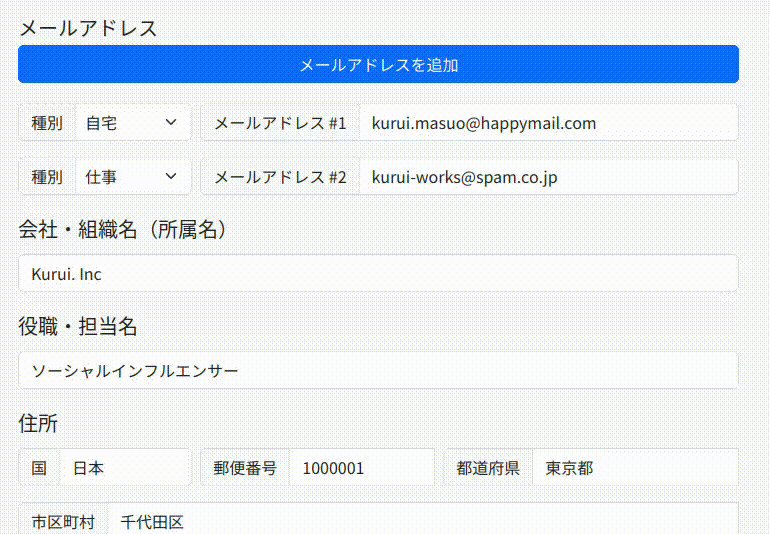 メールアドレス
メールアドレスを追加
種別 自宅 メールアドレス #1 kurui.masuo@happymail.com
種別 仕事 メールアドレス #2 kurui-works@spam.co.jp
会社・組織名（所属名）
Kurui. Inc
役職・担当名
ソーシャルインフルエンサー
住所
国 日本 郵便番号 1000001 都道府県 東京都
市区町村 千代田区